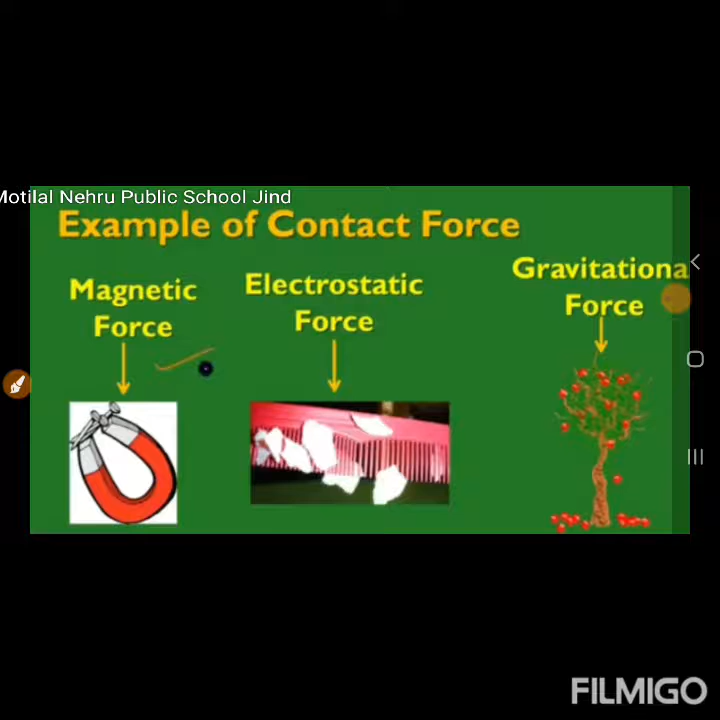 Motilal Nehru Public School Jind
Example of Contact Force
Magnetic
Force
Electrostatic
Force
Gravitationa
Force
FILMIGO